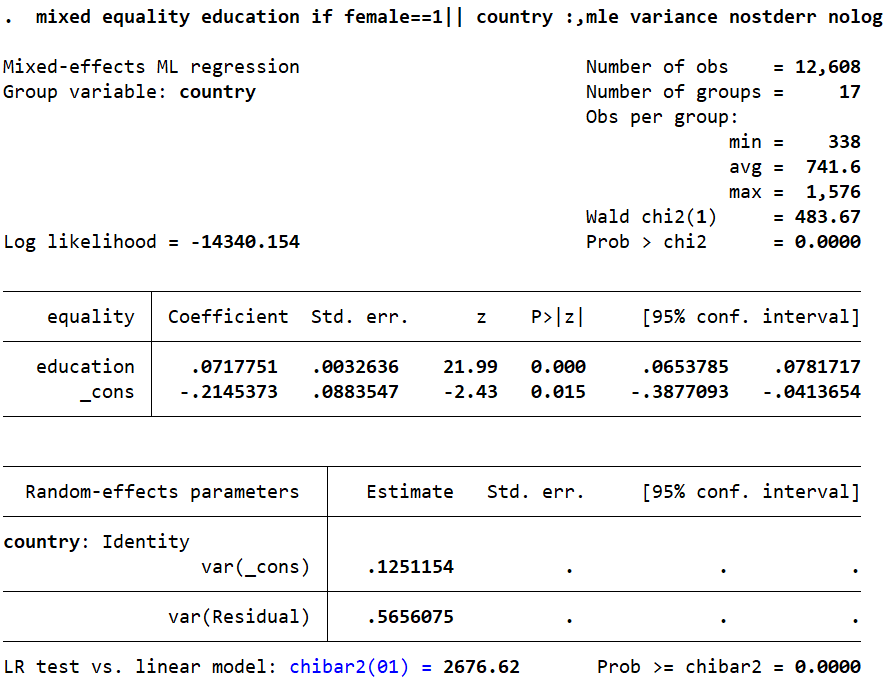 . mixed equality education if female==1|| country :,mle variance nostderr nolog
Mixed-effects ML regression Number of obs = 12,608
Group variable: country Number of groups = 17
Obs per group:
min = 338
avg = 741.6
max = 1,576
Wald chi2(1) = 483.67
Log likelihood = -14340.154 Prob > chi2 = 0.0000
equality Coefficient Std. err. z P>|z| [95% conf. interval]
education .0717751 .0032636 21.99 0.000 .0653785 .0781717
_cons -.2145373 .0883547 -2.43 0.015 -.3877093 -.0413654
Random-effects parameters Estimate Std. err. [95% conf. interval]
country: Identity
var(_cons) .1251154 . . .
var(Residual) .5656075 . . .
LR test vs. linear model: chibar2(01) = 2676.62 Prob >= chibar2 = 0.0000